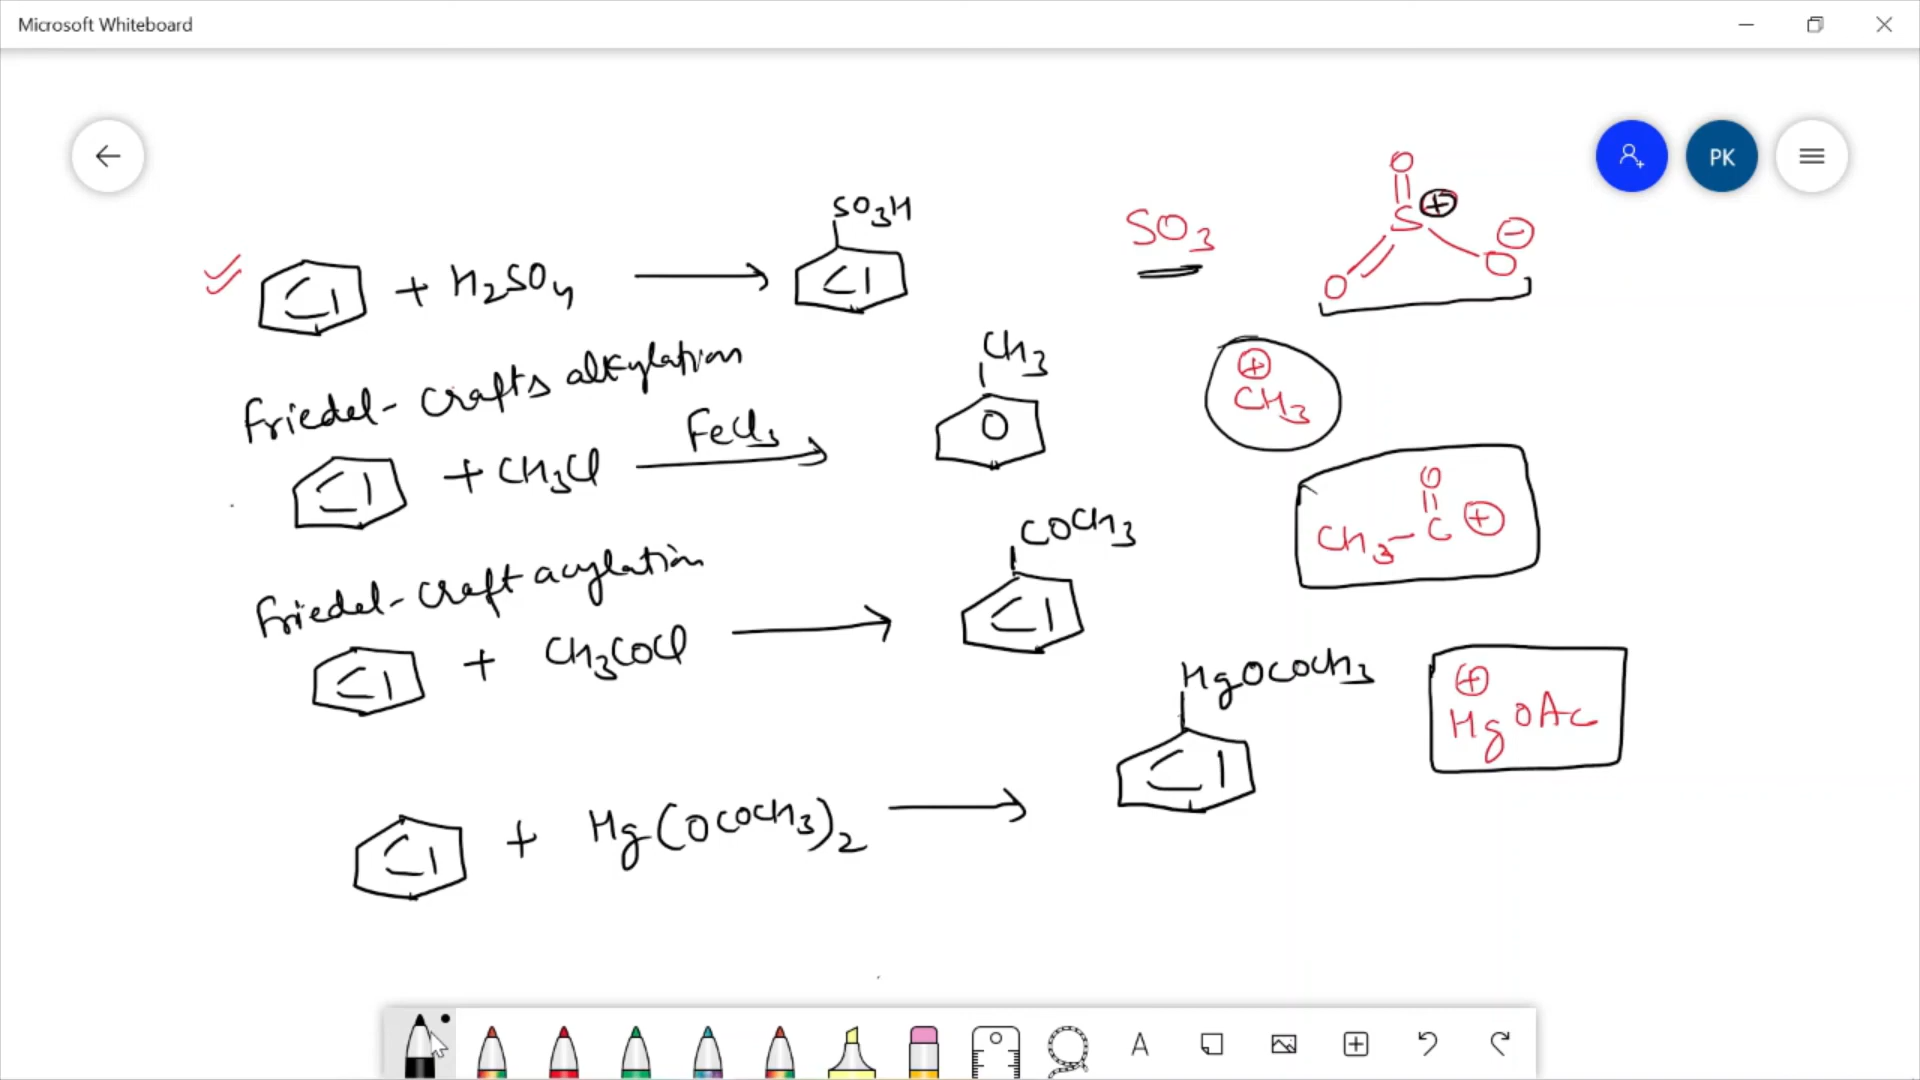 Microsoft Whiteboard
PK
SO3H
+ H2SO4
SO3
O
S ⊕
O
O ⊖
Friedel- Crafts alkylation
+ CH3Cl
FeCl3
CH3
⊕
CH3
Friedel-craft acylation
+ CH3COCl
COCH3
O
CH3-C ⊕
+ Hg(OCOCH3)2
HgOCOCH3
⊕
HgOAc
A